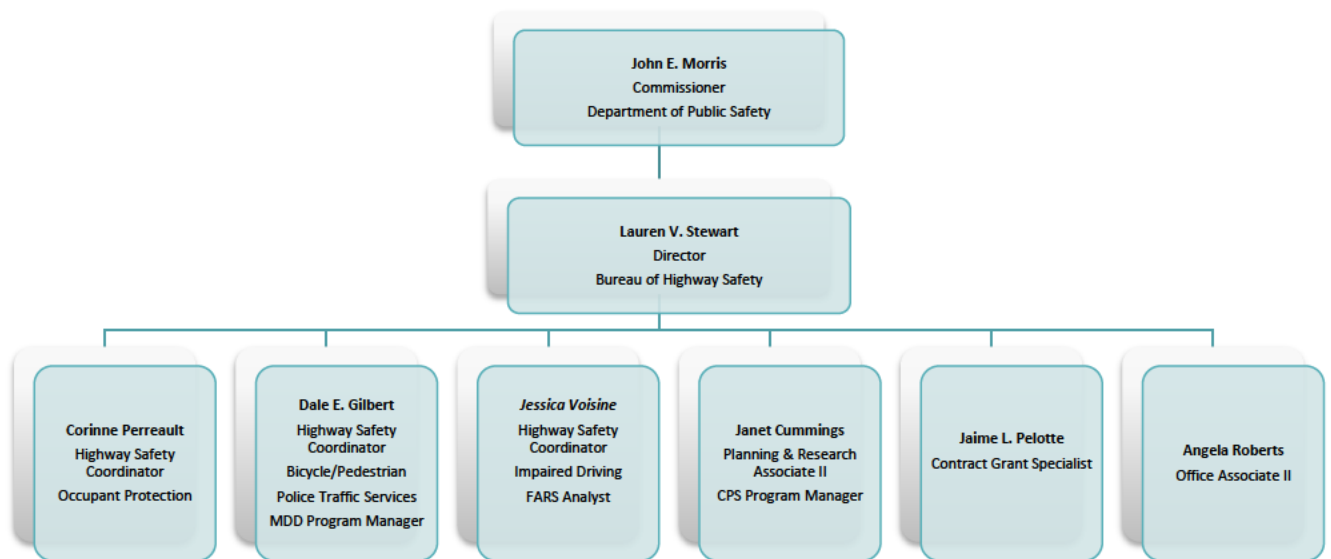 John E. Morris
Commissioner
Department of Public Safety
Lauren V. Stewart
Director
Bureau of Highway Safety
Corinne Perreault
Highway Safety
Coordinator
Occupant Protection
Dale E. Gilbert
Highway Safety
Coordinator
Bicycle/Pedestrian
Police Traffic Services
MDD Program Manager
Jessica Voisine
Highway Safety
Coordinator
Impaired Driving
FARS Analyst
Janet Cummings
Planning & Research
Associate II
CPS Program Manager
Jaime L. Pelotte
Contract Grant Specialist
Angela Roberts
Office Associate II